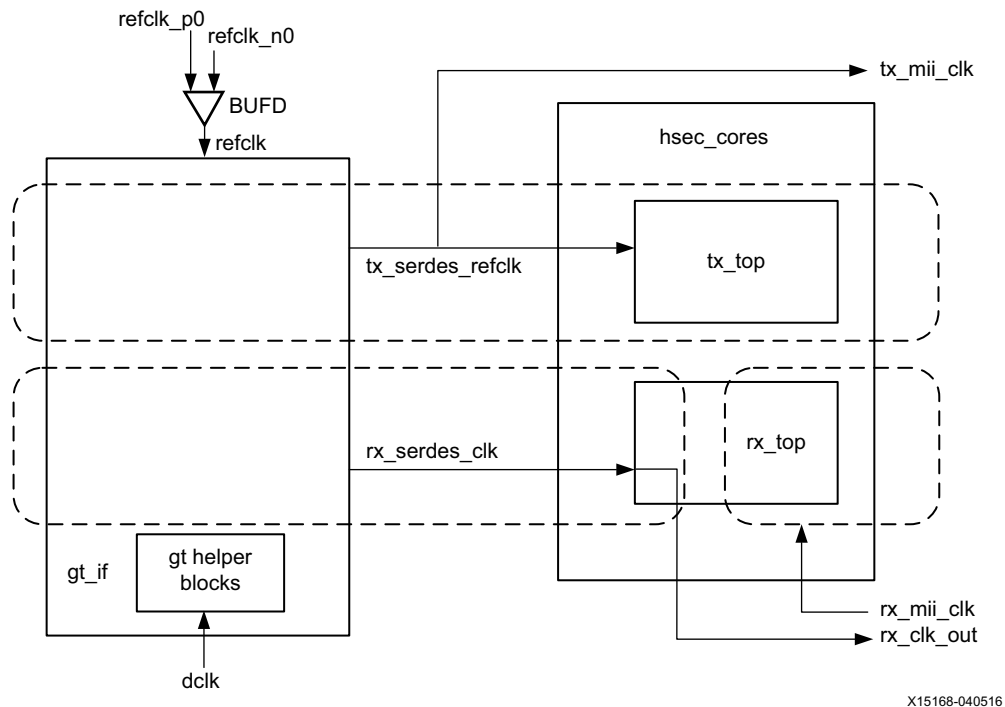 refclk_p0
refclk_n0
BUFD
refclk
tx_mii_clk
hsec_cores
tx_serdes_refclk
tx_top
rx_serdes_clk
rx_top
gt_if
gt helper
blocks
dclk
rx_mii_clk
rx_clk_out
X15168-040516